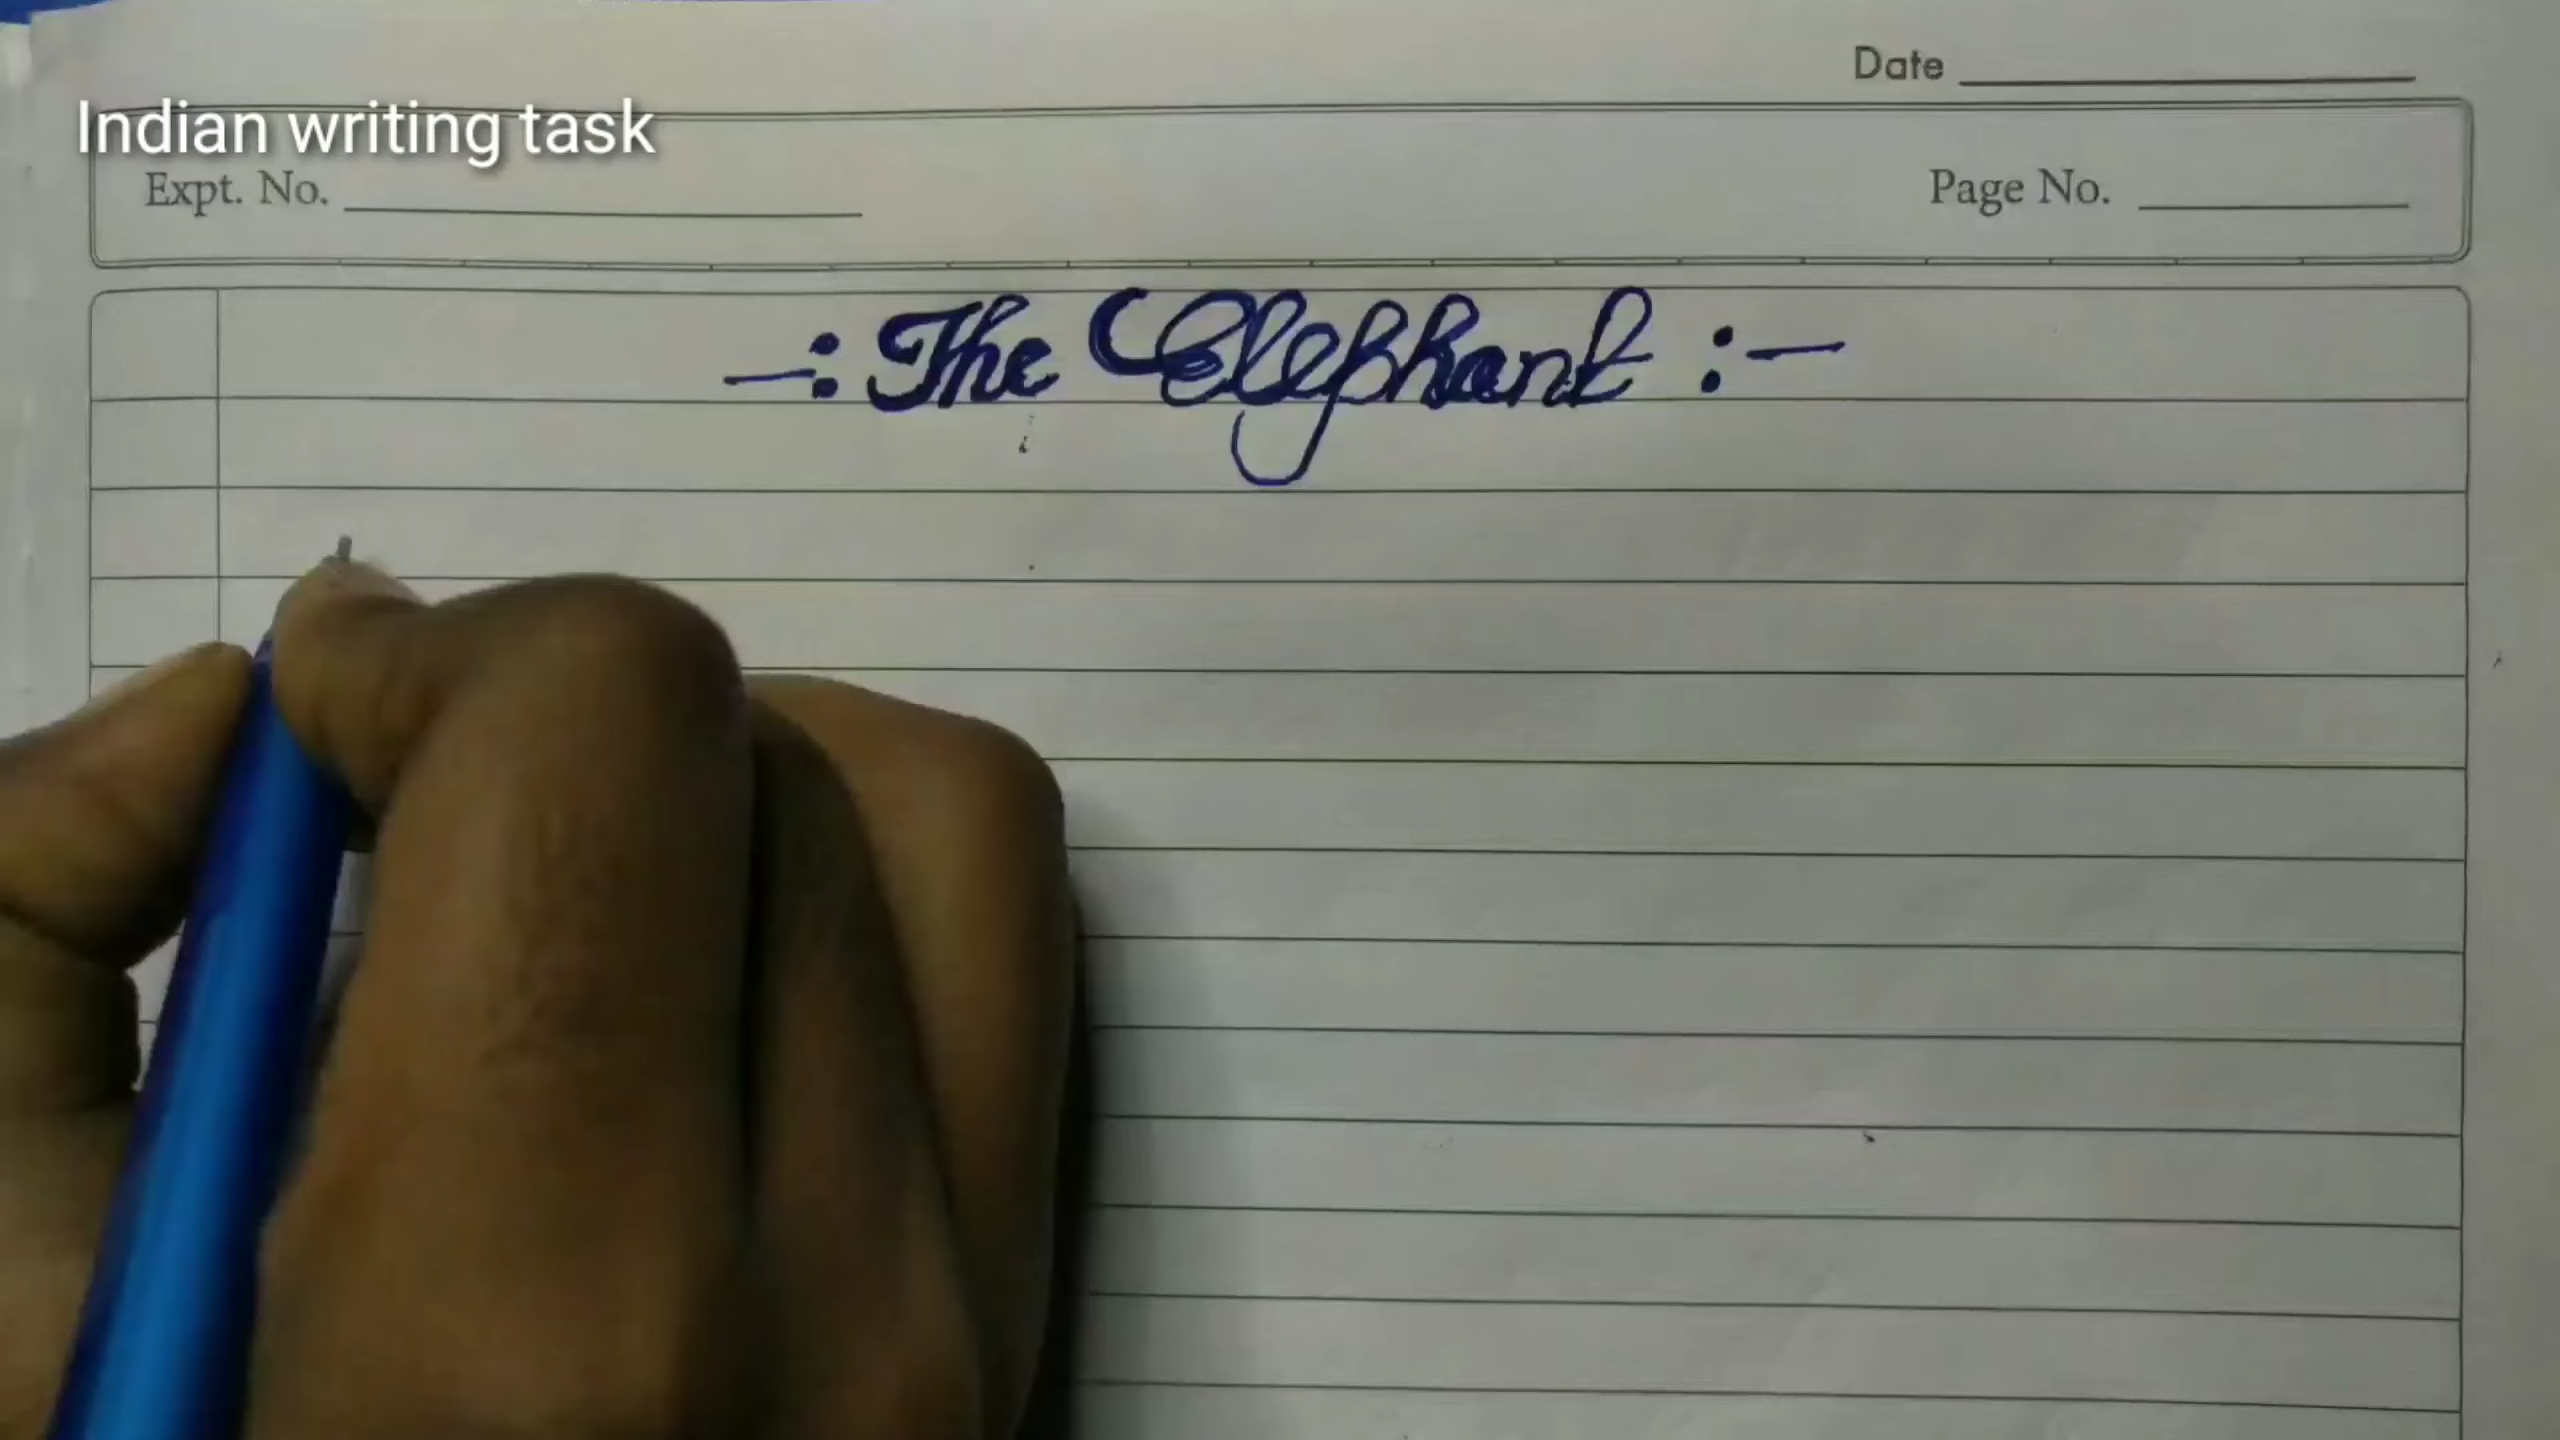 Date
Indian writing task
Expt. No.
Page No.
-: The Elephant :-